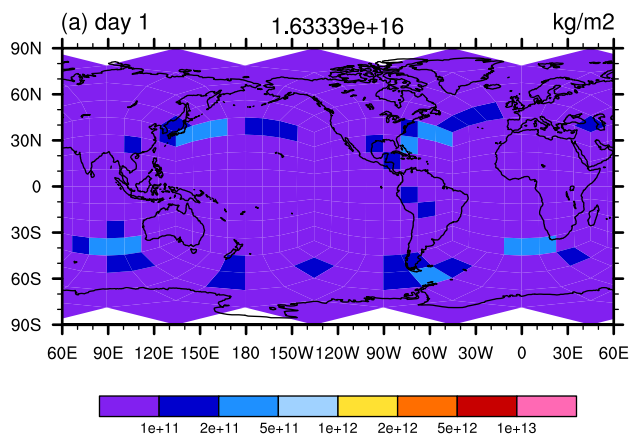 (a) day 1 1.63339e+16 kg/m2
90N
60N
30N
0
30S
60S
90S
60E 90E 120E 150E 180 150W 120W 90W 60W 30W 0 30E 60E
1e+11 2e+11 5e+11 1e+12 2e+12 5e+12 1e+13